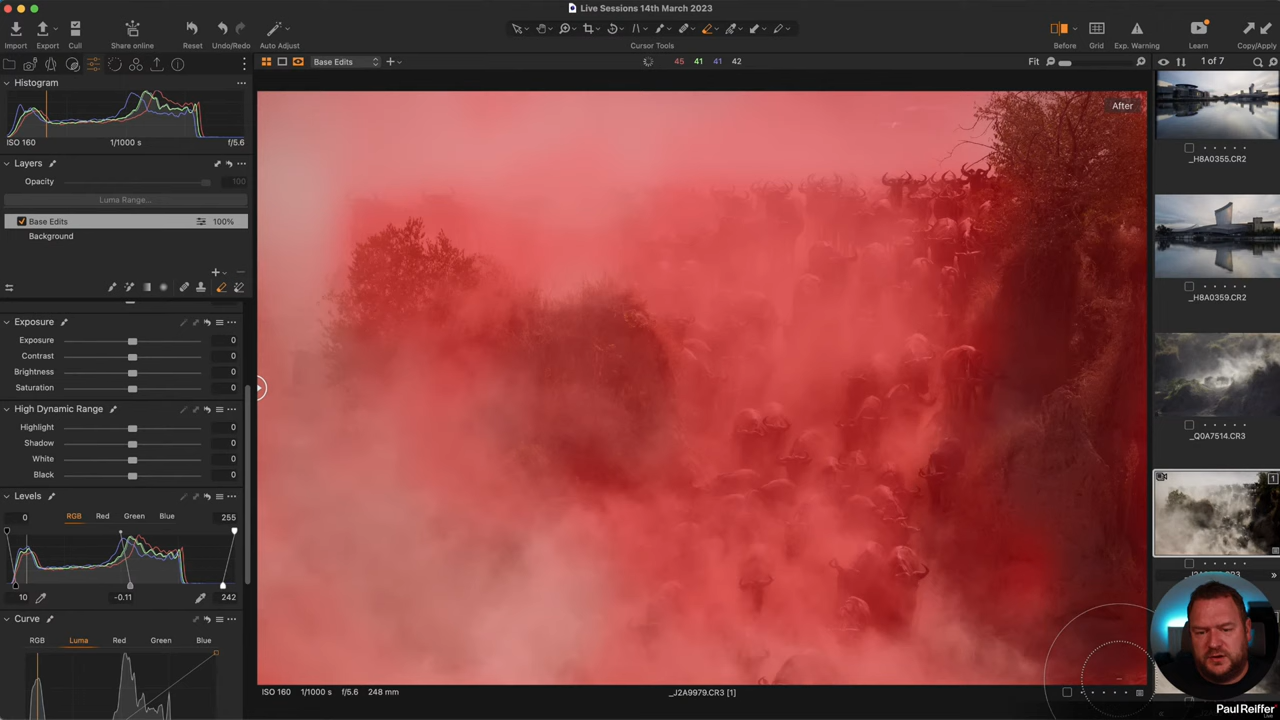 Live Sessions 14th March 2023
Import
Export
Cull
Share online
Reset
Undo/Redo
Auto Adjust
Cursor Tools
Before
Grid
Exp. Warning
Learn
Copy/Apply
Base Edits
45 41 41 42
Fit
1 of 7
Histogram
ISO 160 1/1000 s f/5.6
After
Layers
Opacity 100
Luma Range...
Base Edits 100%
Background
_H8A0355.CR2
_H8A0359.CR2
_Q0A7514.CR3
1
Exposure
Exposure 0
Contrast 0
Brightness 0
Saturation 0
High Dynamic Range
Highlight 0
Shadow 0
White 0
Black 0
Levels
0 RGB Red Green Blue 255
10 -0.11 242
Curve
RGB Luma Red Green Blue
ISO 160 1/1000 s f/5.6 248 mm
_J2A9979.CR3 [1]
Paul Reiffer
Live